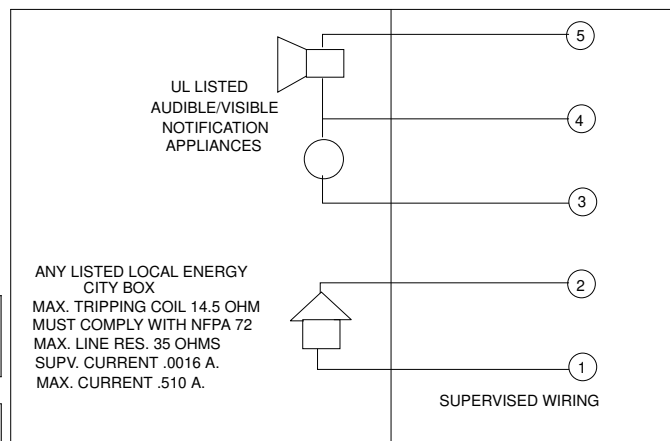 5
UL LISTED
AUDIBLE/VISIBLE
NOTIFICATION
APPLIANCES
4
3
ANY LISTED LOCAL ENERGY
CITY BOX
MAX. TRIPPING COIL 14.5 OHM
MUST COMPLY WITH NFPA 72
MAX. LINE RES. 35 OHMS
SUPV. CURRENT .0016 A.
MAX. CURRENT .510 A.
2
1
SUPERVISED WIRING